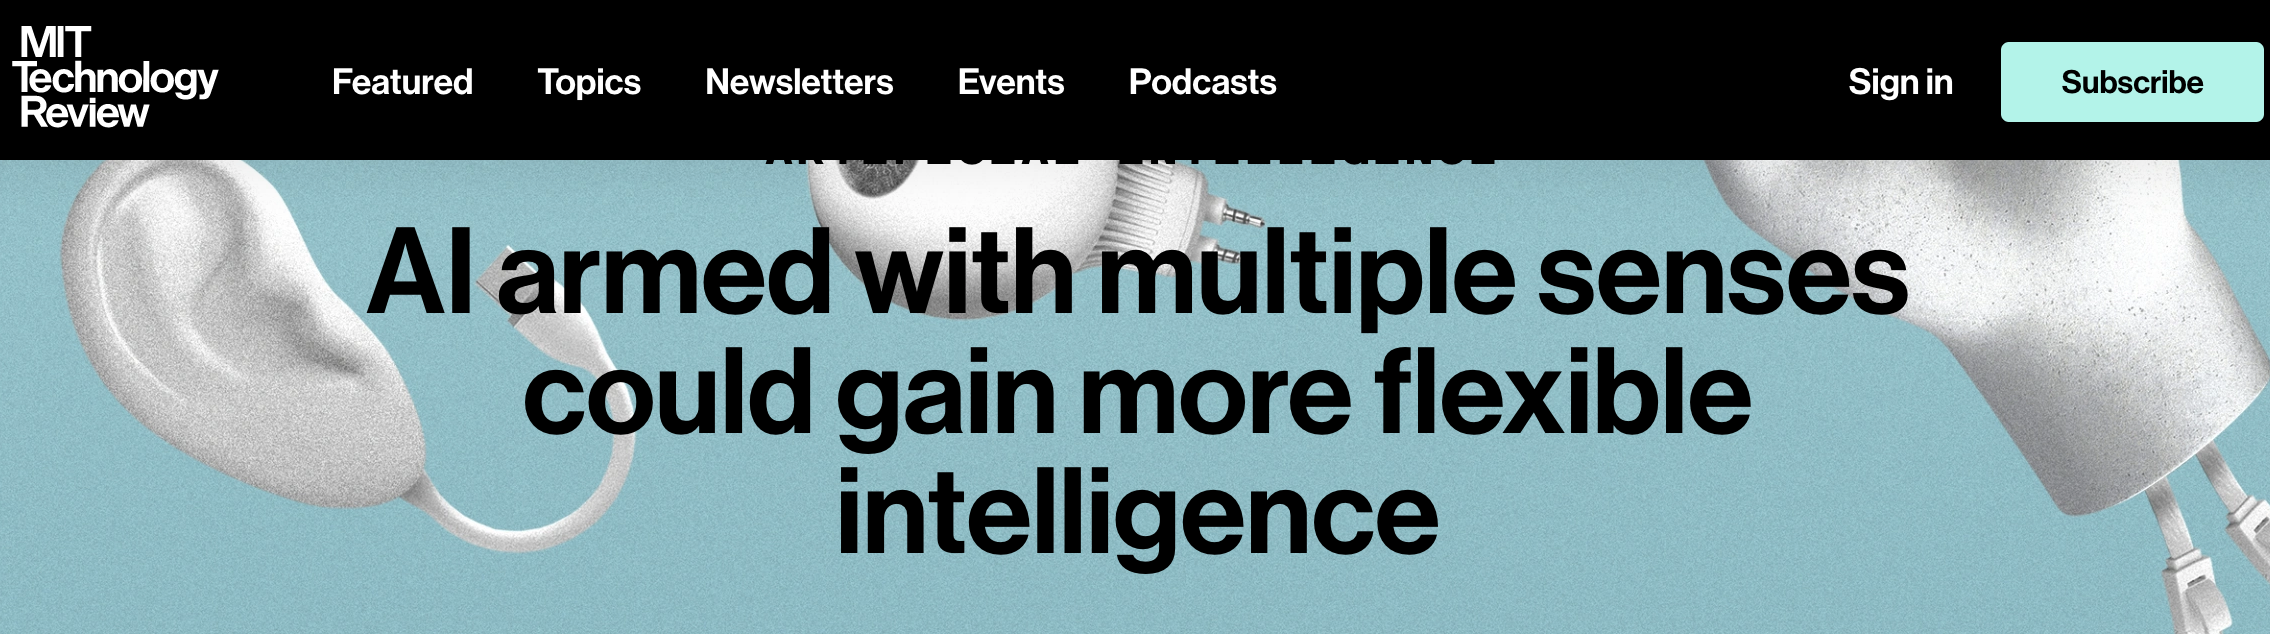 MIT
Technology
Review
Featured
Topics
Newsletters
Events
Podcasts
Sign in
Subscribe
AI armed with multiple senses
could gain more flexible
intelligence